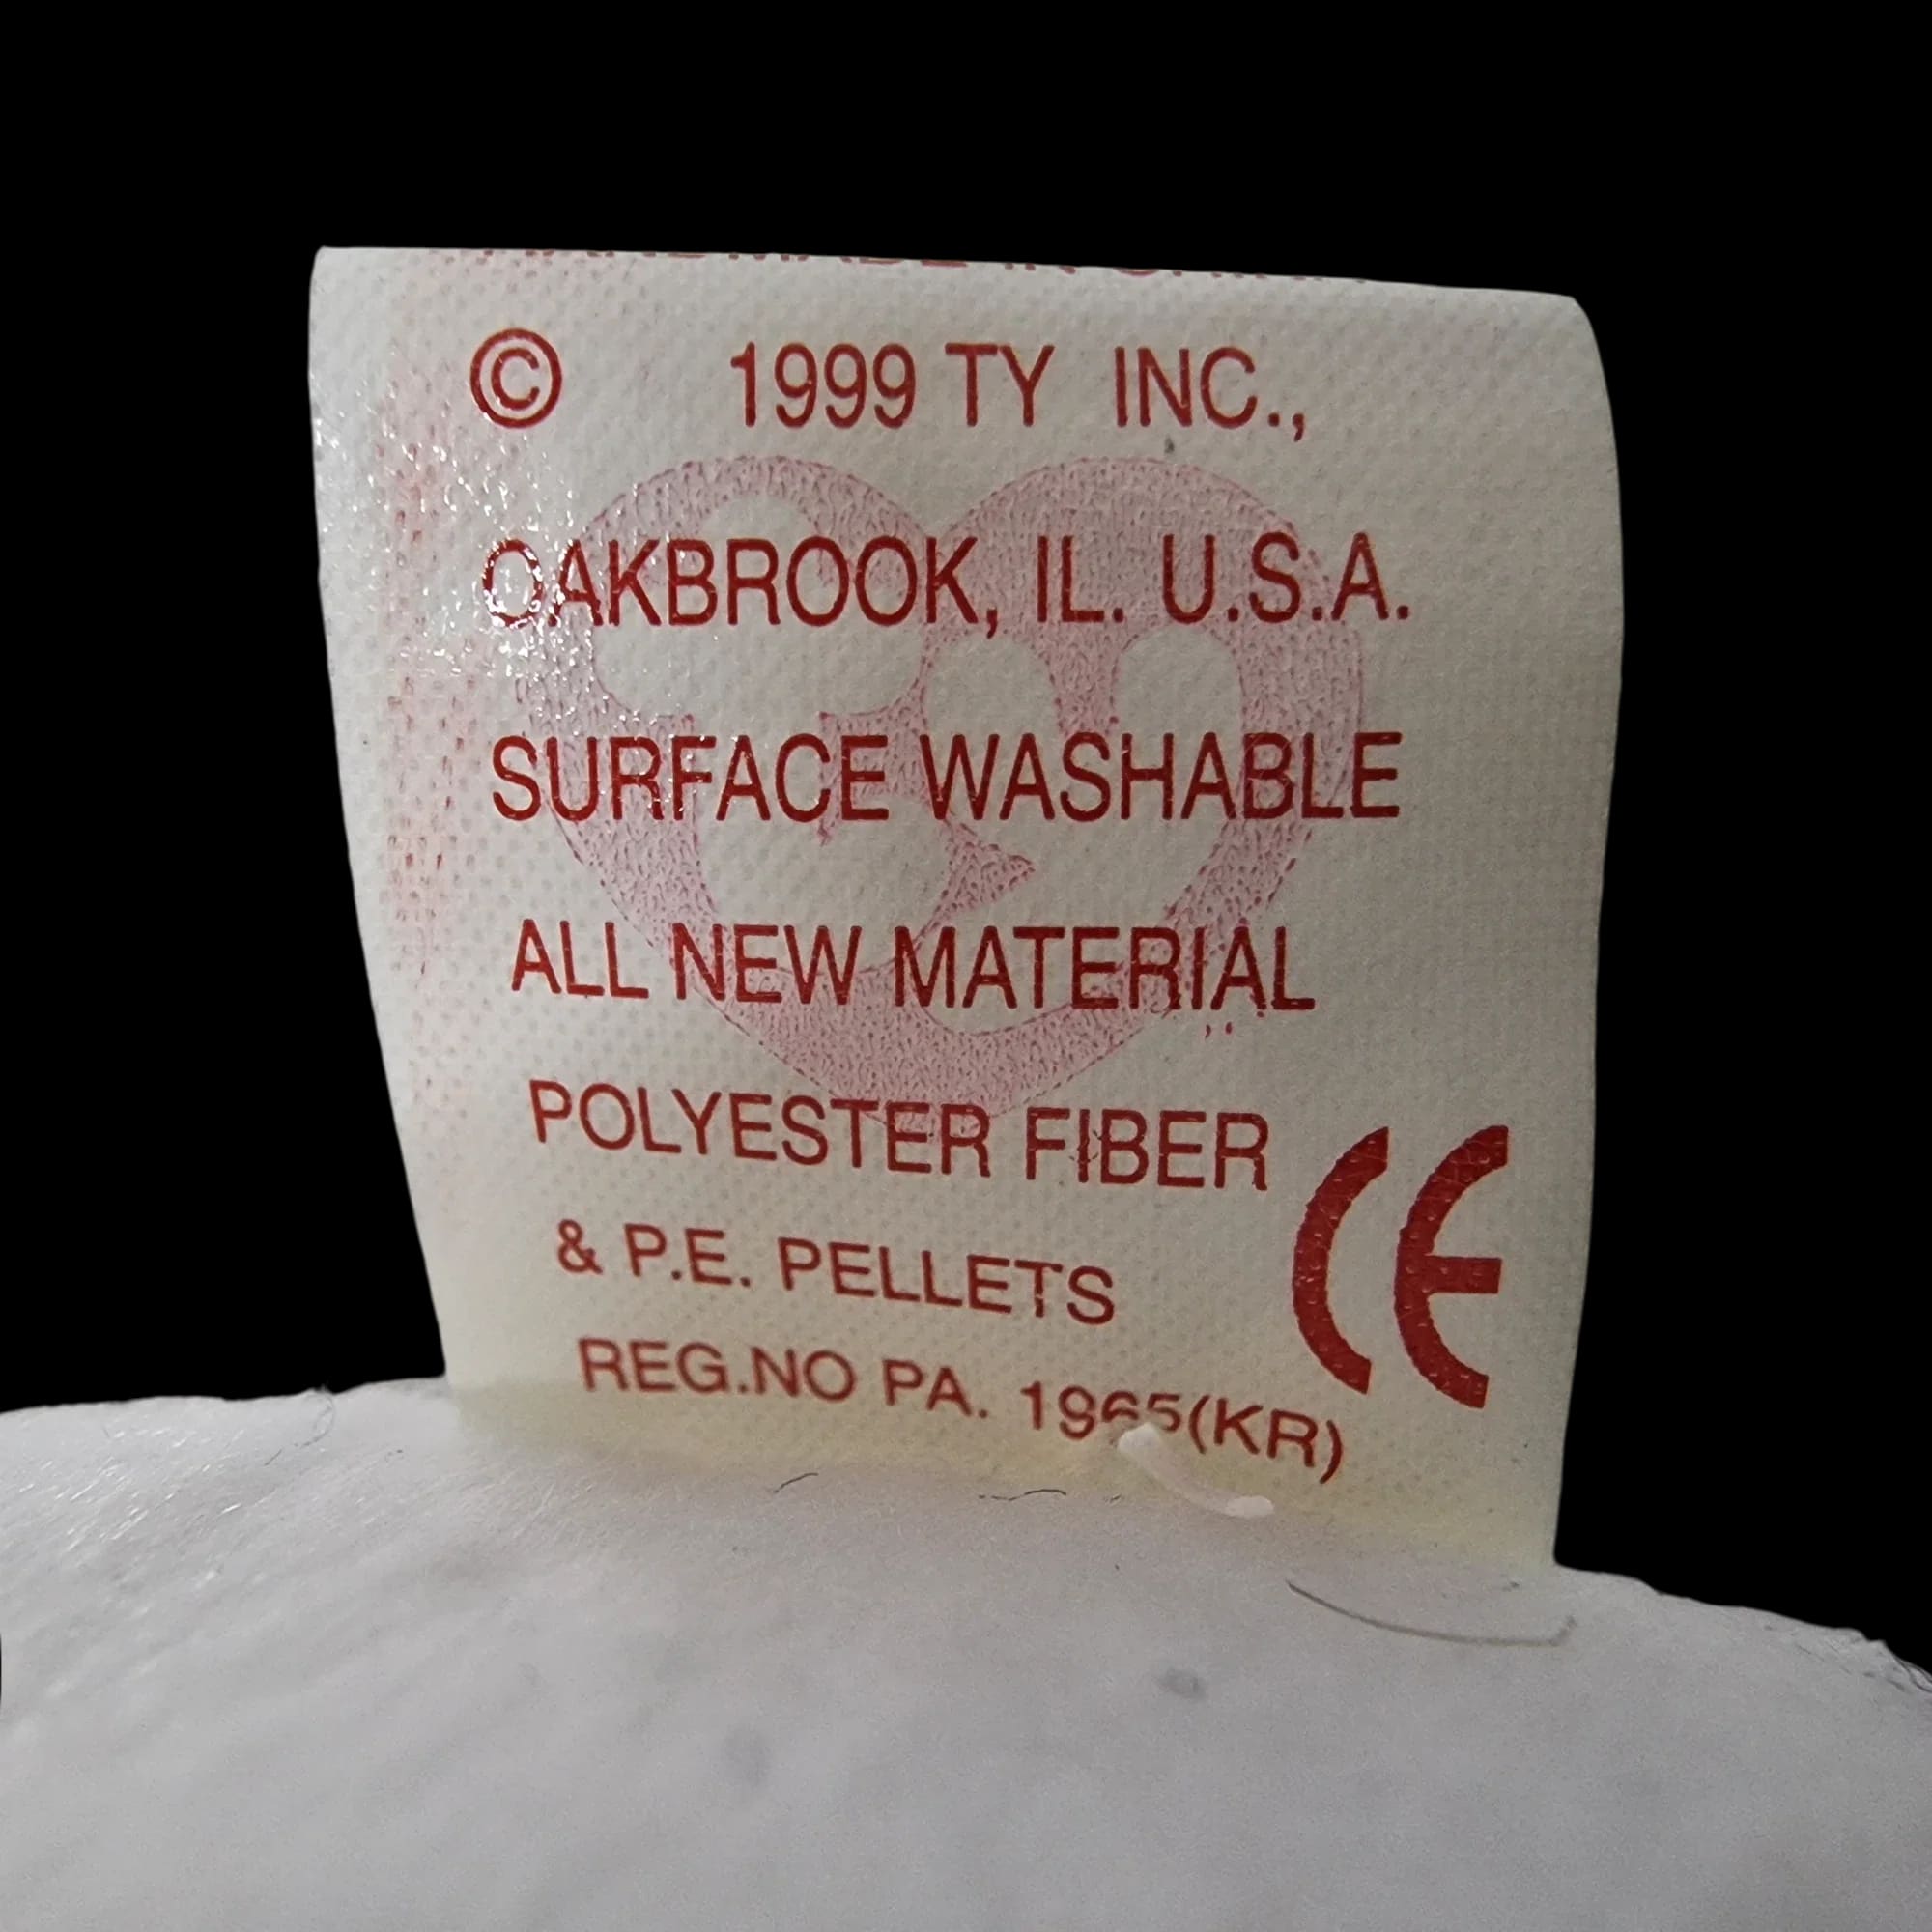 © 1999 TY INC.,
OAKBROOK, IL. U.S.A.
SURFACE WASHABLE
ALL NEW MATERIAL
POLYESTER FIBER
& P.E. PELLETS
CE
REG.NO PA. 1965(KR)